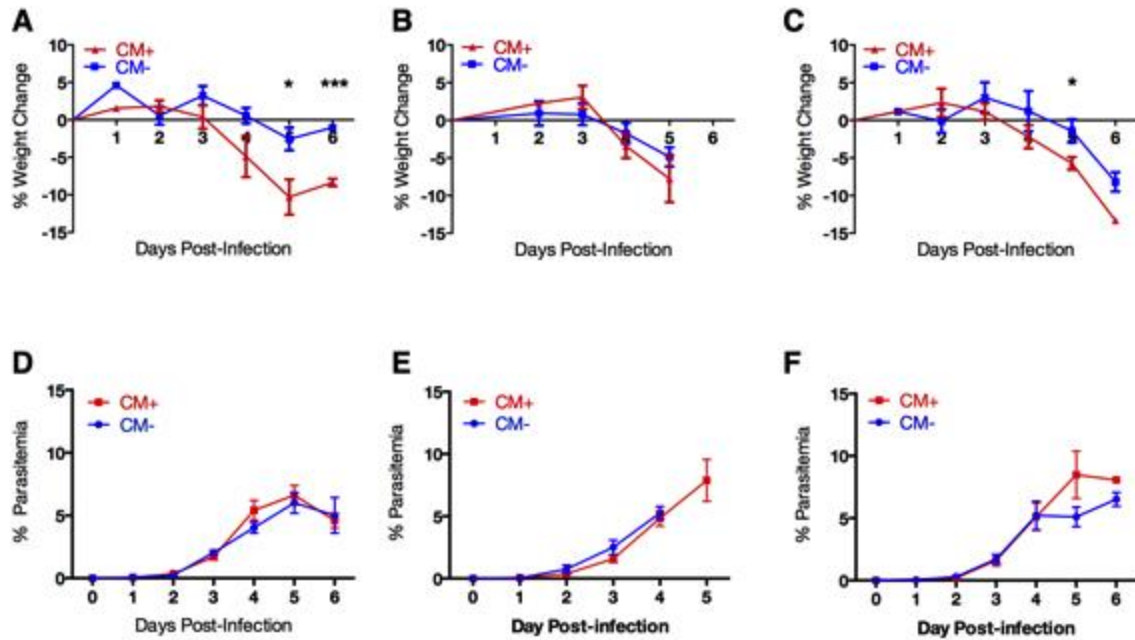 A
10
5
0
-5
-10
-15
% Weight Change
CM+
CM-
* ***
1 2 3 4 5 6
Days Post-Infection
B
10
5
0
-5
-10
-15
% Weight Change
CM+
CM-
1 2 3 4 5 6
Days Post-Infection
C
10
5
0
-5
-10
-15
% Weight Change
CM+
CM-
*
1 2 3 4 5 6
Days Post-Infection
D
15
10
5
0
% Parasitemia
CM+
CM-
0 1 2 3 4 5 6
Days Post-Infection
E
15
10
5
0
% Parasitemia
CM+
CM-
0 1 2 3 4 5
Day Post-infection
F
15
10
5
0
% Parasitemia
CM+
CM-
0 1 2 3 4 5 6
Day Post-infection